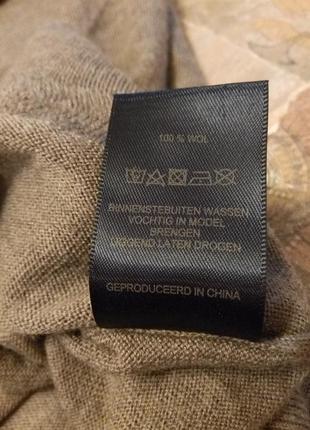 100 % WOL
BINNENSTEBUITEN WASSEN
VOCHTIG IN MODEL
BRENGEN
LIGGEND LATEN DROGEN
GEPRODUCEERD IN CHINA